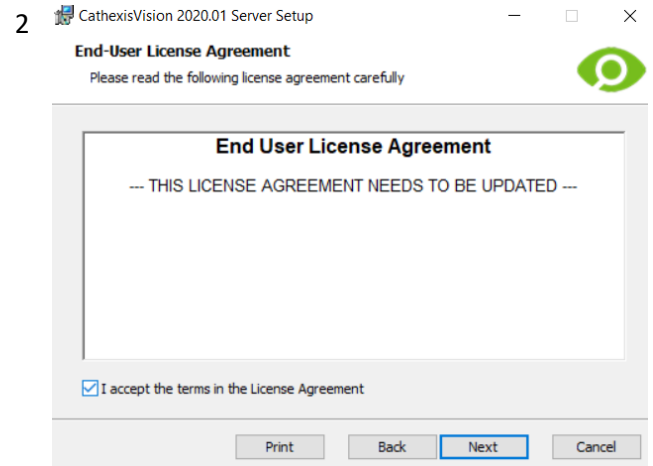 2
CathexisVision 2020.01 Server Setup
End-User License Agreement
Please read the following license agreement carefully
End User License Agreement
--- THIS LICENSE AGREEMENT NEEDS TO BE UPDATED ---
I accept the terms in the License Agreement
Print Back Next Cancel